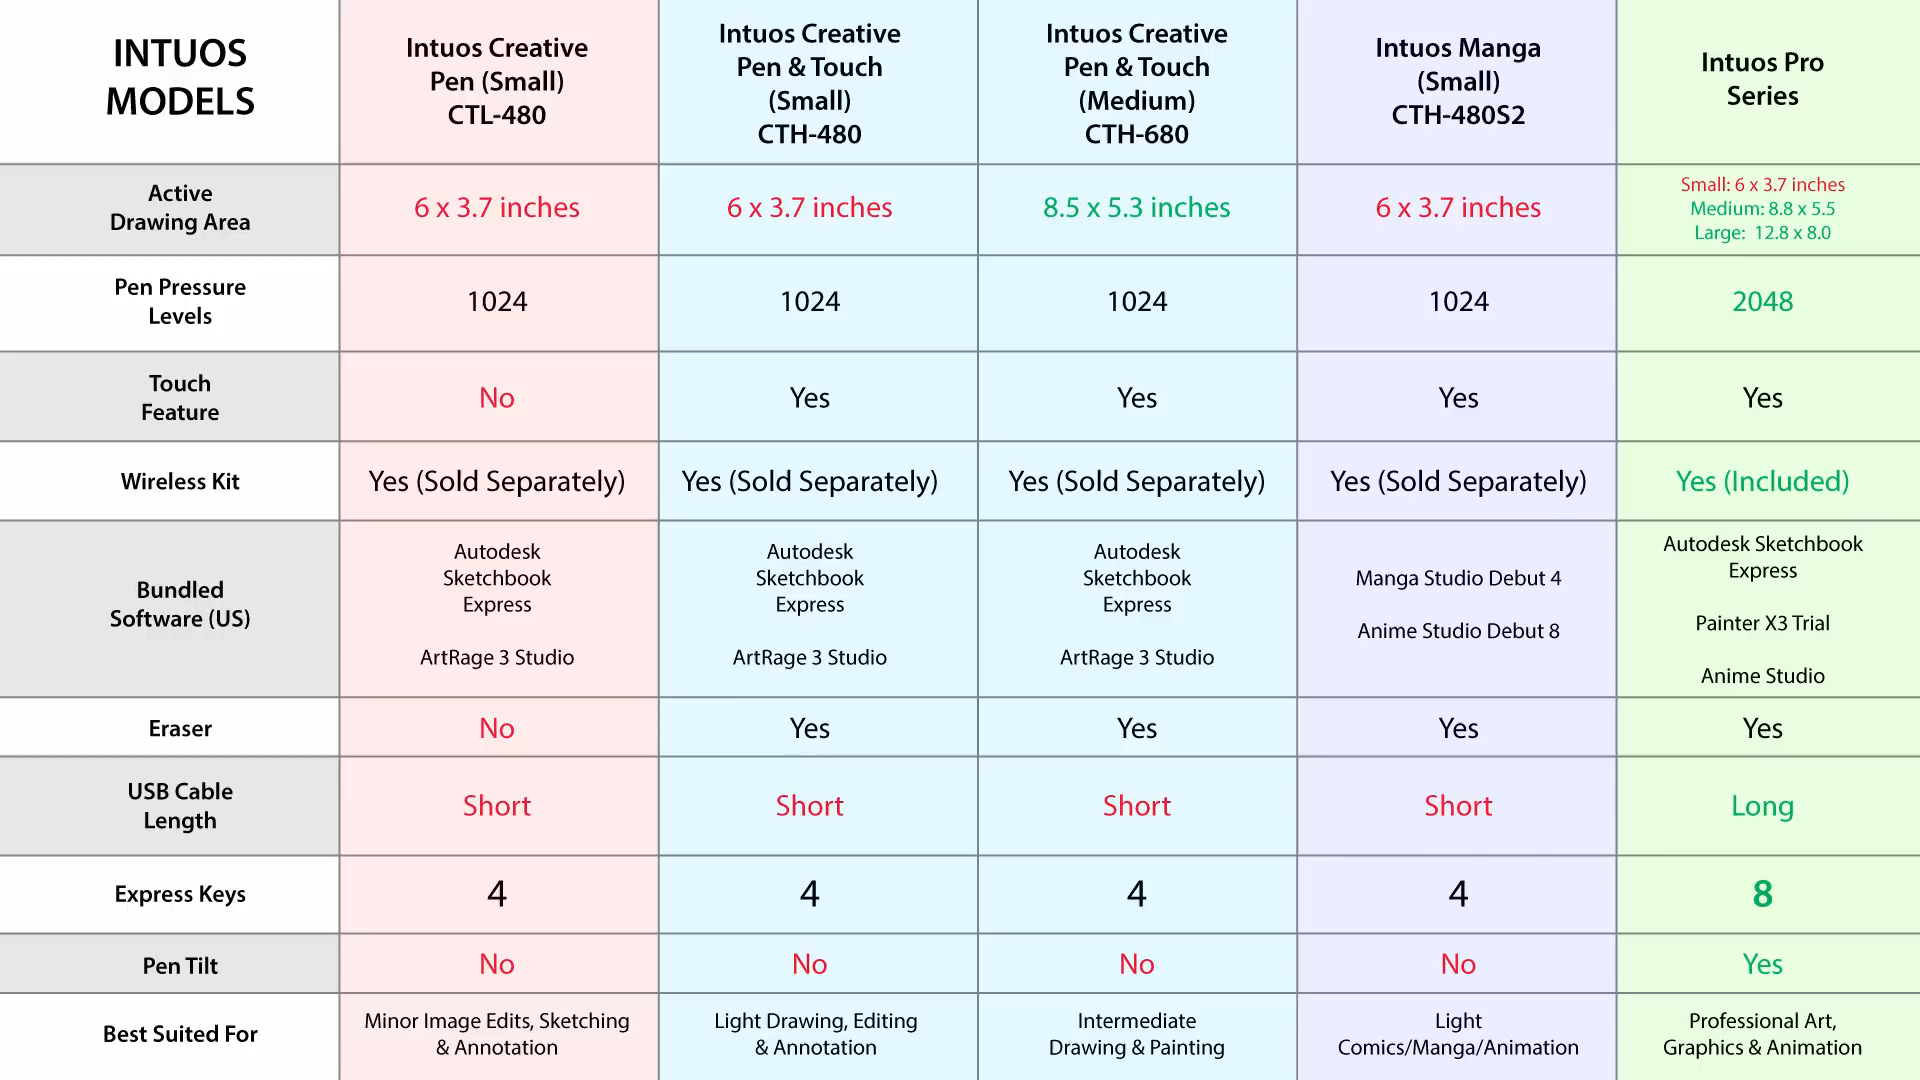 INTUOS
MODELS
Intuos Creative
Pen (Small)
CTL-480
Intuos Creative
Pen & Touch
(Small)
CTH-480
Intuos Creative
Pen & Touch
(Medium)
CTH-680
Intuos Manga
(Small)
CTH-480S2
Intuos Pro
Series
Active
Drawing Area
6 x 3.7 inches
6 x 3.7 inches
8.5 x 5.3 inches
6 x 3.7 inches
Small: 6 x 3.7 inches
Medium: 8.8 x 5.5
Large: 12.8 x 8.0
Pen Pressure
Levels
1024
1024
1024
1024
2048
Touch
Feature
No
Yes
Yes
Yes
Yes
Wireless Kit
Yes (Sold Separately)
Yes (Sold Separately)
Yes (Sold Separately)
Yes (Sold Separately)
Yes (Included)
Bundled
Software (US)
Autodesk
Sketchbook
Express
ArtRage 3 Studio
Autodesk
Sketchbook
Express
ArtRage 3 Studio
Autodesk
Sketchbook
Express
ArtRage 3 Studio
Manga Studio Debut 4
Anime Studio Debut 8
Autodesk Sketchbook
Express
Painter X3 Trial
Anime Studio
Eraser
No
Yes
Yes
Yes
Yes
USB Cable
Length
Short
Short
Short
Short
Long
Express Keys
4
4
4
4
8
Pen Tilt
No
No
No
No
Yes
Best Suited For
Minor Image Edits, Sketching
& Annotation
Light Drawing, Editing
& Annotation
Intermediate
Drawing & Painting
Light
Comics/Manga/Animation
Professional Art,
Graphics & Animation